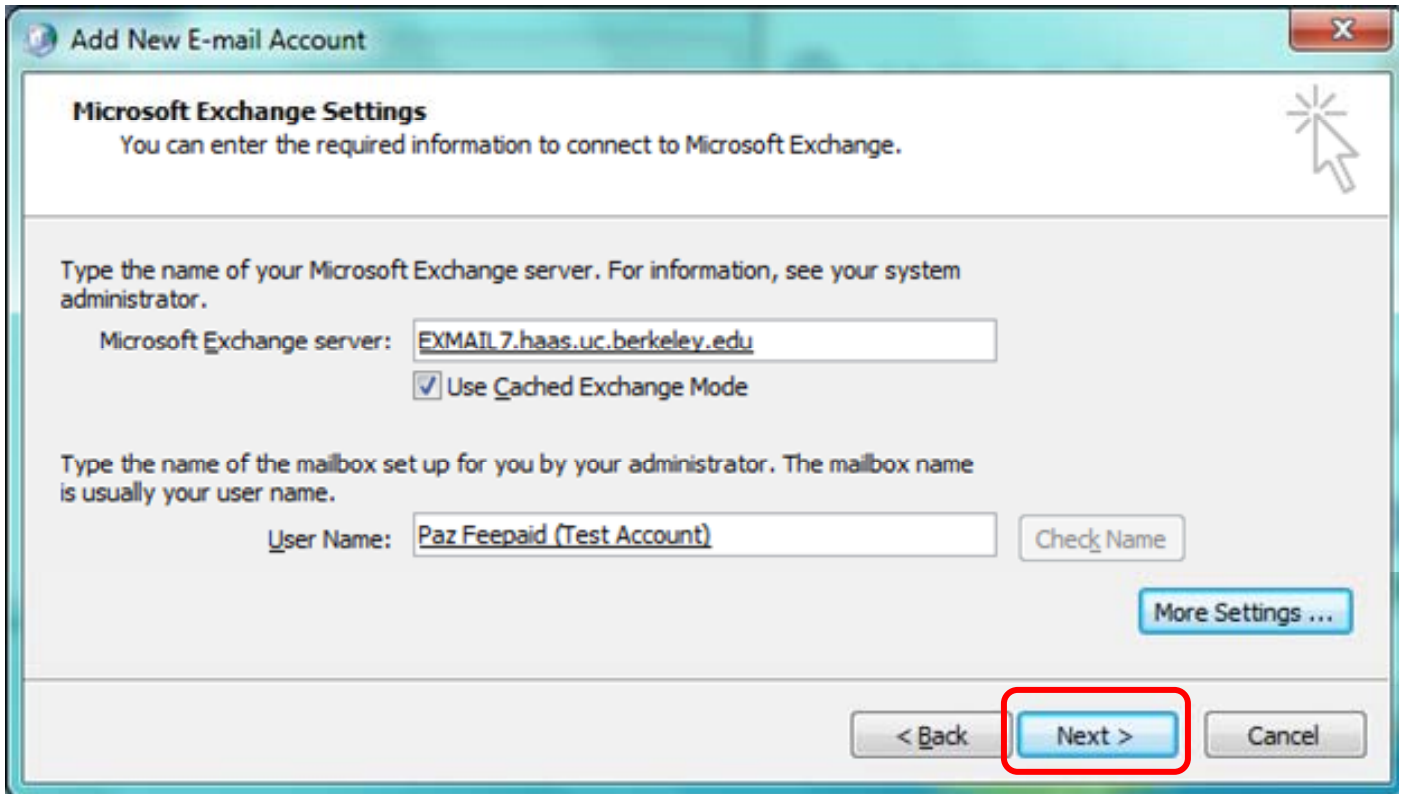 Add New E-mail Account
X
Microsoft Exchange Settings
You can enter the required information to connect to Microsoft Exchange.
Type the name of your Microsoft Exchange server. For information, see your system
administrator.
Microsoft Exchange server: EXMAIL7.haas.uc.berkeley.edu
Use Cached Exchange Mode
Type the name of the mailbox set up for you by your administrator. The mailbox name
is usually your user name.
User Name: Paz Feepaid (Test Account) Check Name
More Settings ...
< Back Next > Cancel